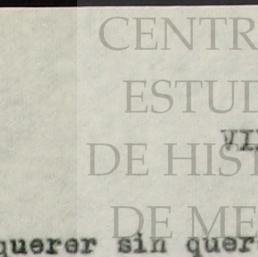 CENTR
ESTUD
VII
DE HIST
DE ME
querer sin quer